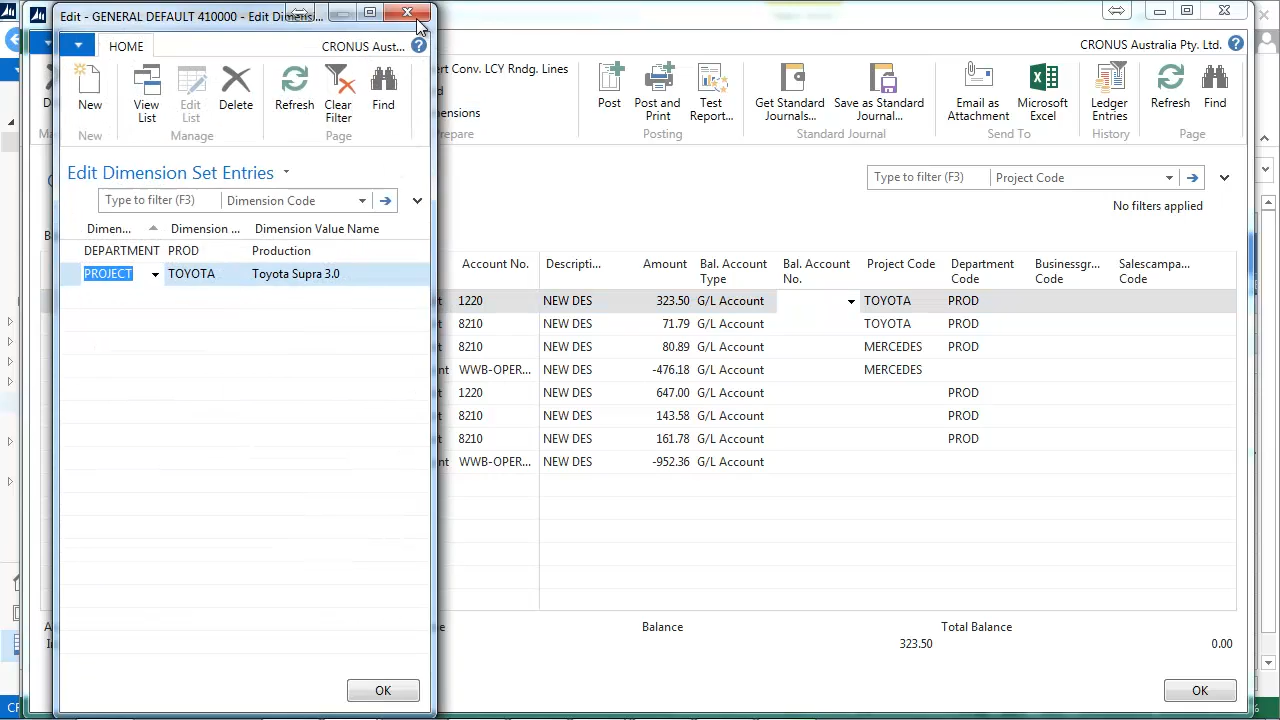 Edit - GENERAL DEFAULT 410000 - Edit Dimens...
HOME
CRONUS Aust...
New
View List
Edit List
Delete
Refresh
Clear Filter
Find
New
Manage
Page
Edit Dimension Set Entries
Type to filter (F3)
Dimension Code
Dimen...
Dimension ...
Dimension Value Name
DEPARTMENT PROD Production
PROJECT TOYOTA Toyota Supra 3.0
OK
CRONUS Australia Pty. Ltd.
ert Conv. LCY Rndg. Lines
ensions
epare
Post
Post and Print
Test Report...
Posting
Get Standard Journals...
Save as Standard Journal...
Standard Journal
Email as Attachment
Microsoft Excel
Send To
Ledger Entries
History
Refresh
Find
Page
Type to filter (F3)
Project Code
No filters applied
Account No. Descripti... Amount Bal. Account Type Bal. Account No. Project Code Department Code Businessgr... Code Salescampa... Code
1220 NEW DES 323.50 G/L Account TOYOTA PROD
8210 NEW DES 71.79 G/L Account TOYOTA PROD
8210 NEW DES 80.89 G/L Account MERCEDES PROD
WWB-OPER... NEW DES -476.18 G/L Account MERCEDES
1220 NEW DES 647.00 G/L Account PROD
8210 NEW DES 143.58 G/L Account PROD
8210 NEW DES 161.78 G/L Account PROD
WWB-OPER... NEW DES -952.36 G/L Account
Balance
Total Balance
323.50
0.00
OK